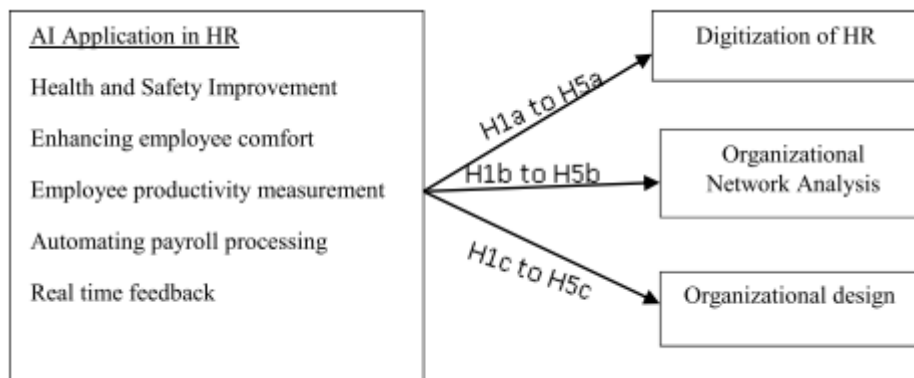 AI Application in HR
Health and Safety Improvement
Enhancing employee comfort
Employee productivity measurement
Automating payroll processing
Real time feedback
H1a to H5a
H1b to H5b
H1c to H5c
Digitization of HR
Organizational
Network Analysis
Organizational design